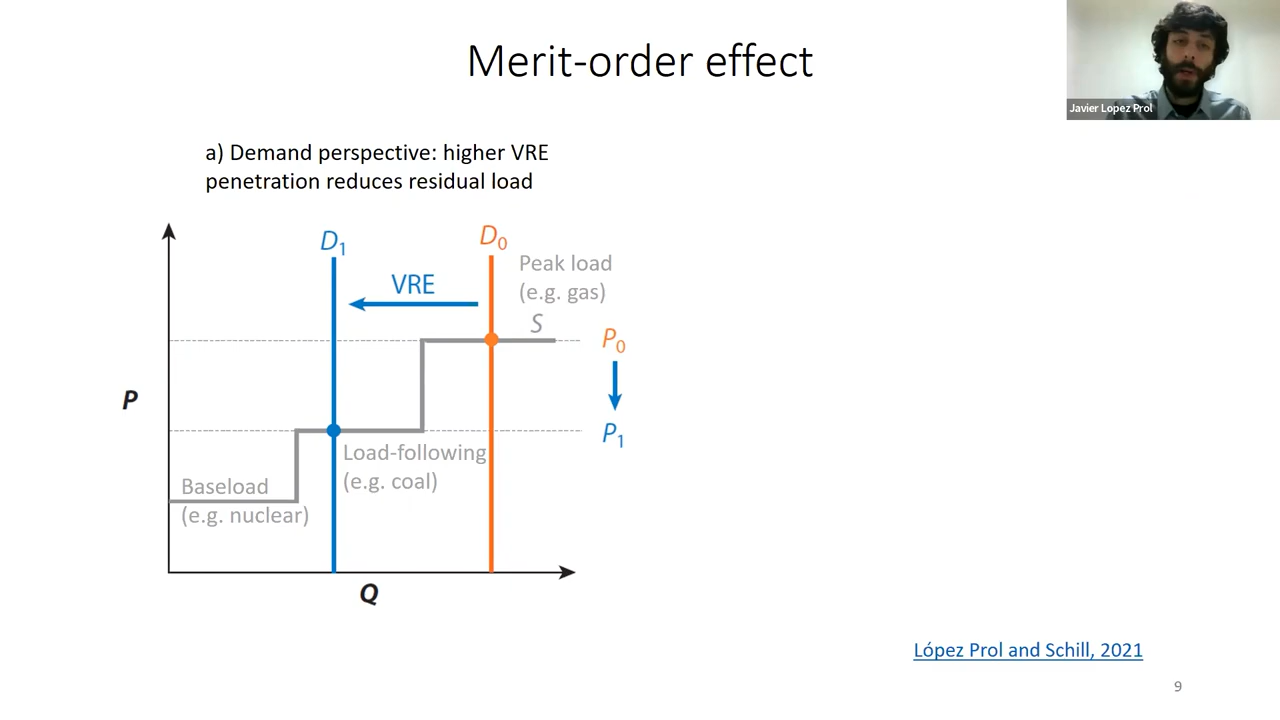 Merit-order effect
Javier Lopez Prol
a) Demand perspective: higher VRE
penetration reduces residual load
D1
D0
VRE
Peak load
(e.g. gas)
S
P0
P
P1
Load-following
(e.g. coal)
Baseload
(e.g. nuclear)
Q
López Prol and Schill, 2021
9